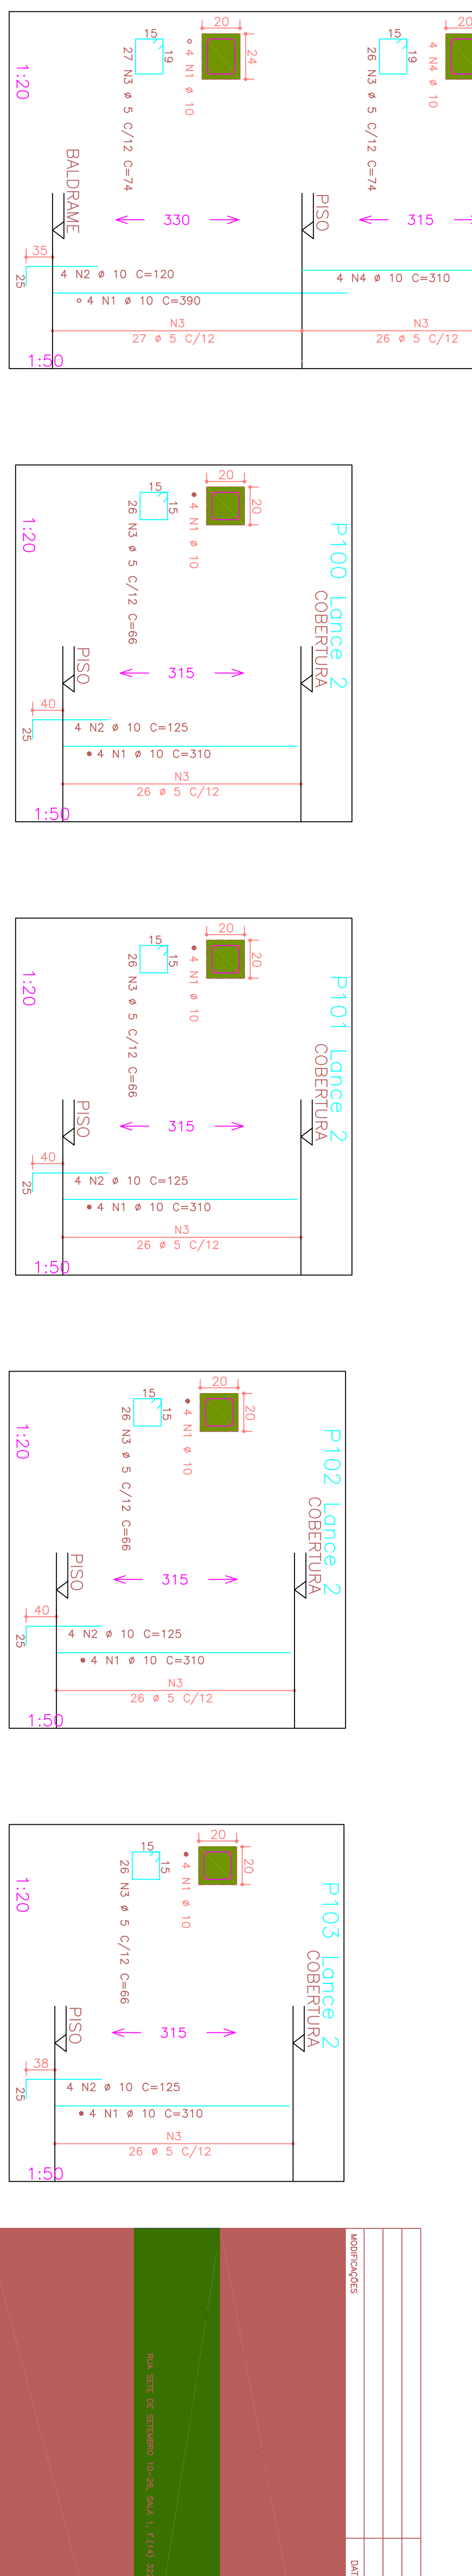 20
24
15
19
4 N1 ø 10
27 N3 ø 5 C/12 C=74
1:20
BALDRAME
330
35
25
4 N2 ø 10 C=120
4 N1 ø 10 C=390
N3
27 ø 5 C/12
1:50
20
15
19
4 N4 ø 10
26 N3 ø 5 C/12 C=74
PISO
315
4 N4 ø 10 C=310
N3
26 ø 5 C/12
20
20
15
15
4 N1 ø 10
26 N3 ø 5 C/12 C=66
1:20
P100 Lance 2
COBERTURA
PISO
315
40
25
4 N2 ø 10 C=125
4 N1 ø 10 C=310
N3
26 ø 5 C/12
1:50
20
20
15
15
4 N1 ø 10
26 N3 ø 5 C/12 C=66
1:20
P101 Lance 2
COBERTURA
PISO
315
40
25
4 N2 ø 10 C=125
4 N1 ø 10 C=310
N3
26 ø 5 C/12
1:50
20
20
15
15
4 N1 ø 10
26 N3 ø 5 C/12 C=66
1:20
P102 Lance 2
COBERTURA
PISO
315
40
25
4 N2 ø 10 C=125
4 N1 ø 10 C=310
N3
26 ø 5 C/12
1:50
20
20
15
15
4 N1 ø 10
26 N3 ø 5 C/12 C=66
1:20
P103 Lance 2
COBERTURA
PISO
315
38
25
4 N2 ø 10 C=125
4 N1 ø 10 C=310
N3
26 ø 5 C/12
1:50
MODIFICAÇÕES
RUA SETE DE SETEMBRO 10-26, SALA 1, F.(14)